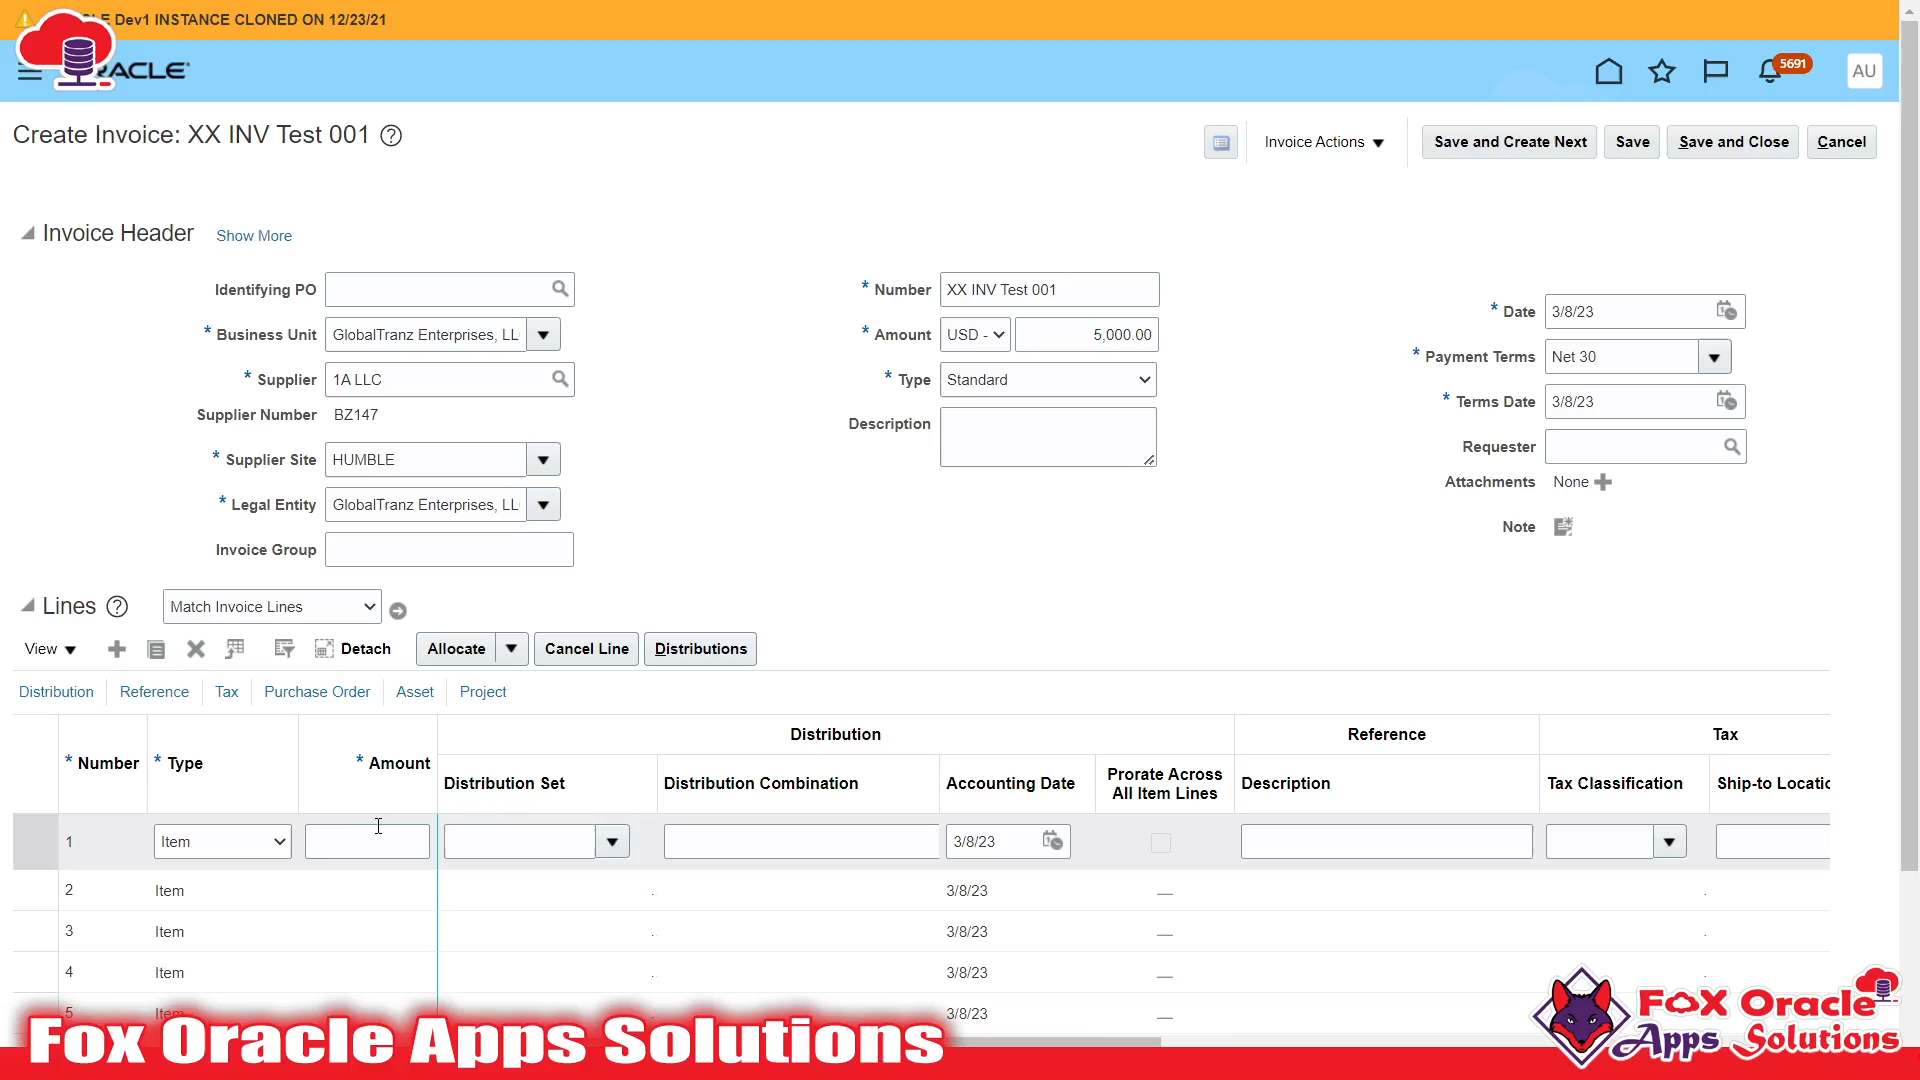 Dev1 INSTANCE CLONED ON 12/23/21
5691
AU
Create Invoice: XX INV Test 001
Invoice Actions
Save and Create Next
Save
Save and Close
Cancel
Invoice Header
Show More
Identifying PO
* Business Unit GlobalTranz Enterprises, LL
* Supplier 1A LLC
Supplier Number BZ147
* Supplier Site HUMBLE
* Legal Entity GlobalTranz Enterprises, LL
Invoice Group
* Number XX INV Test 001
* Amount USD - 5,000.00
* Type Standard
Description
* Date 3/8/23
* Payment Terms Net 30
* Terms Date 3/8/23
Requester
Attachments None
Note
Lines
Match Invoice Lines
View
Detach
Allocate
Cancel Line
Distributions
Distribution
Reference
Tax
Purchase Order
Asset
Project
Distribution
Reference
Tax
* Number
* Type
* Amount
Distribution Set
Distribution Combination
Accounting Date
Prorate Across
All Item Lines
Description
Tax Classification
Ship-to Locatio
1 Item 3/8/23
2 Item 3/8/23
3 Item 3/8/23
4 Item 3/8/23
5 Item 3/8/23
Fox Oracle Apps Solutions
Fox Oracle
Apps Solutions